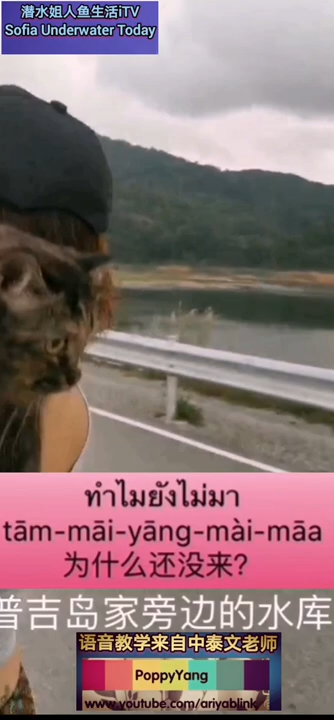 潜水姐人鱼生活iTV
Sofia Underwater Today
ทำไมยังไม่มา
tām-māi-yāng-mài-māa
为什么还没来?
普吉岛家旁边的水库
语音教学来自中泰文老师
PoppyYang
www.youtube.com/ariyablink